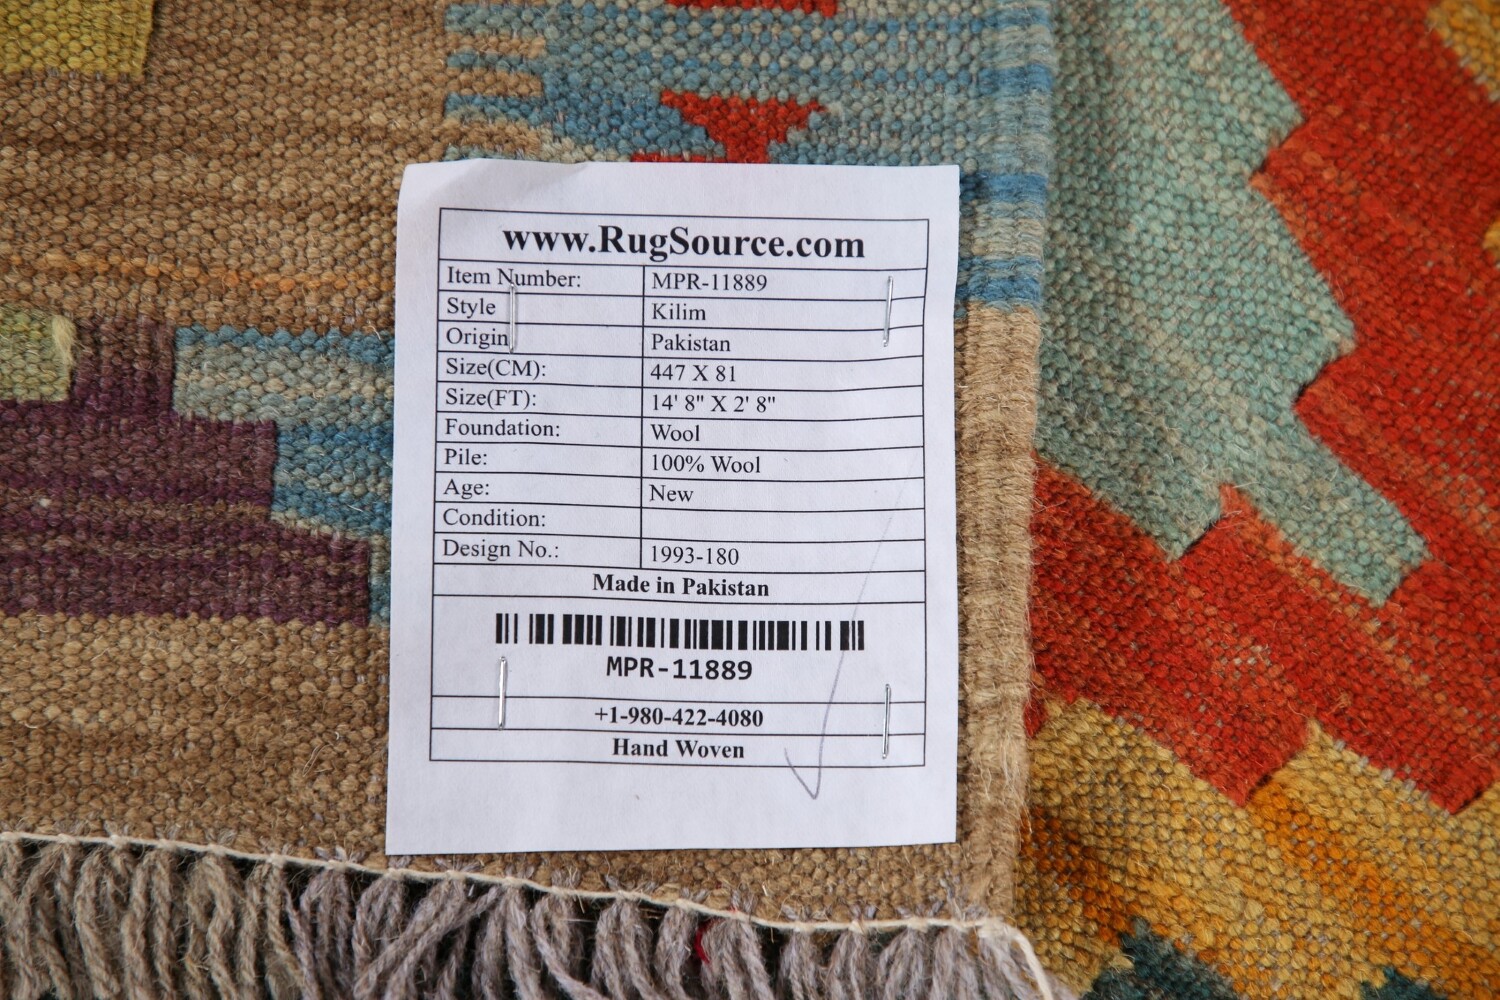 www.RugSource.com
Item Number: MPR-11889
Style Kilim
Origin Pakistan
Size(CM): 447 X 81
Size(FT): 14' 8" X 2' 8"
Foundation: Wool
Pile: 100% Wool
Age: New
Condition:
Design No.: 1993-180
Made in Pakistan
MPR-11889
+1-980-422-4080
Hand Woven